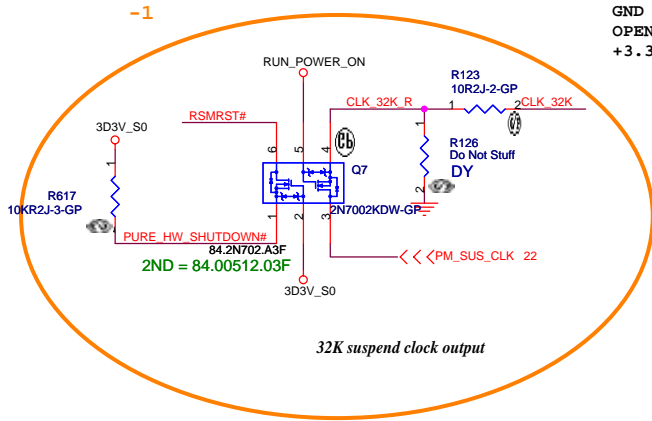 -1
GND
OPEN
+3.3
RUN_POWER_ON
R123
10R2J-2-GP
CLK_32K_R
1
2
CLK_32K
RSMRST#
3D3V_S0
6
5
4
1
R126
Do Not Stuff
DY
2
1
Q7
R617
10KR2J-3-GP
2
1
2
3
2N7002KDW-GP
PURE_HW_SHUTDOWN#
84.2N702.A3F
2ND = 84.00512.03F
PM_SUS_CLK 22
3D3V_S0
32K suspend clock output